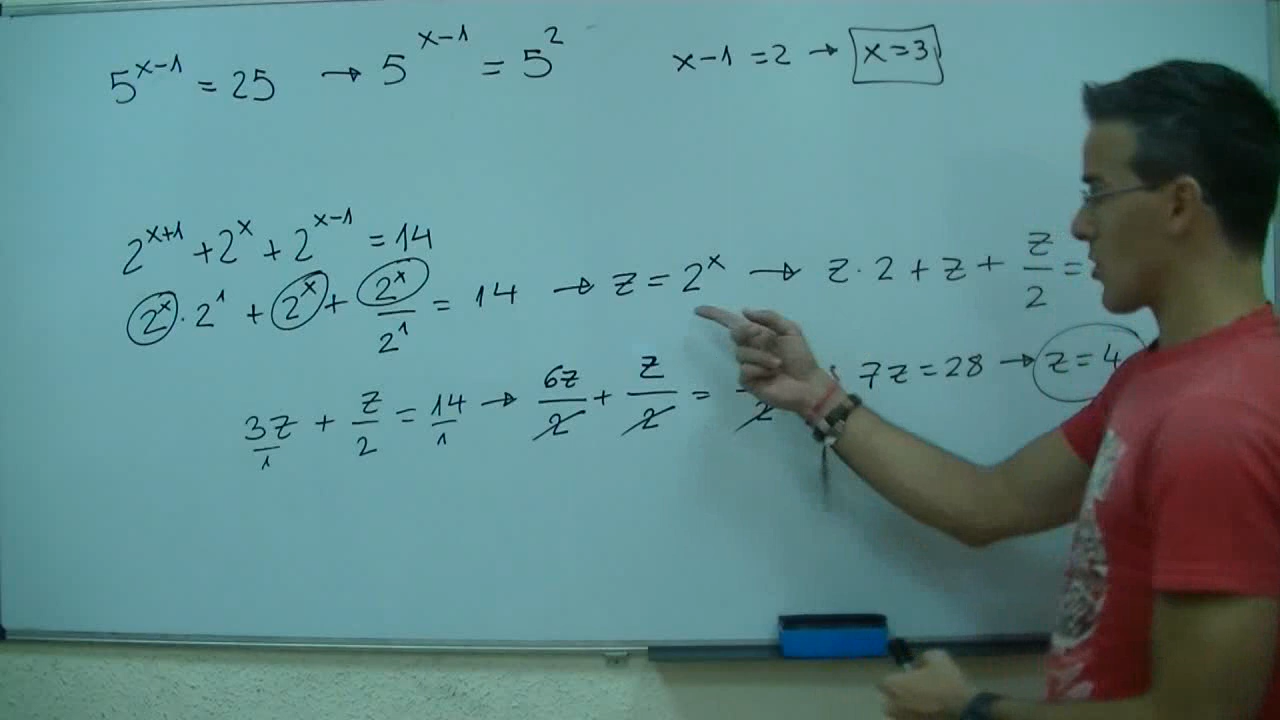 5^{x-1} = 25 → 5^{x-1} = 5^2   x-1 = 2 → x=3
2^{x+1} + 2^x + 2^{x-1} = 14
2^x · 2^1 + 2^x + 2^x/2^1 = 14 → z = 2^x → z·2 + z + z/2 =
3z/1 + z/2 = 14/1 → 6z/2 + z/2 = /2 7z = 28 → z = 4